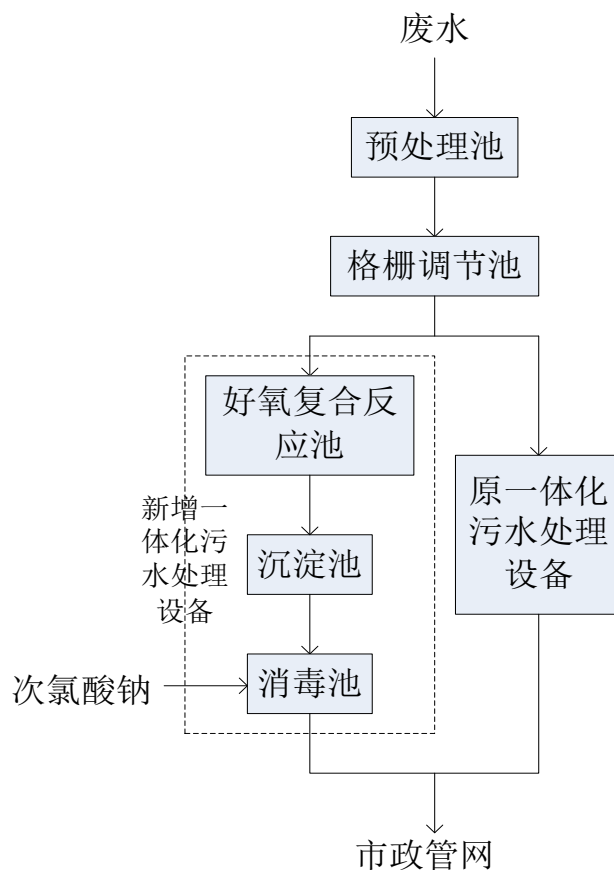 废水
预处理池
格栅调节池
好氧复合反
应池
新增一
体化污
水处理
设备
沉淀池
次氯酸钠
消毒池
原一体化
污水处理
设备
市政管网